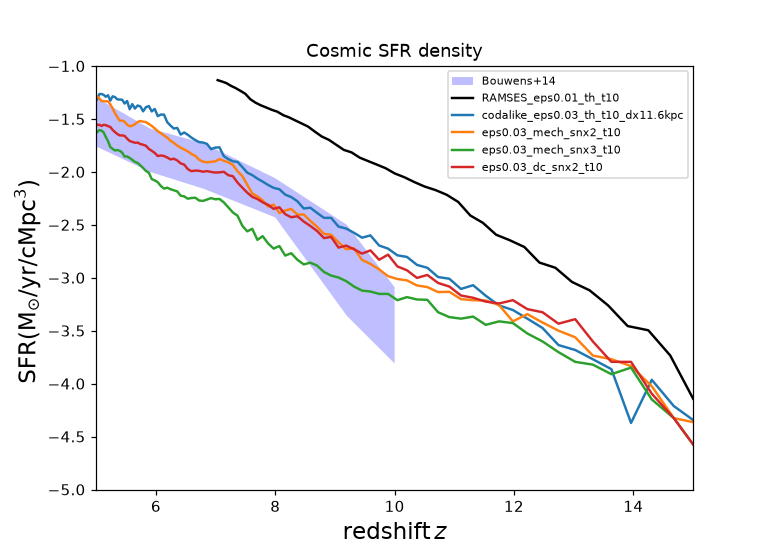 Cosmic SFR density
−1.0
−1.5
−2.0
−2.5
−3.0
−3.5
−4.0
−4.5
−5.0
SFR(M⊙/yr/cMpc³)
Bouwens+14
RAMSES_eps0.01_th_t10
codalike_eps0.03_th_t10_dx11.6kpc
eps0.03_mech_snx2_t10
eps0.03_mech_snx3_t10
eps0.03_dc_snx2_t10
6 8 10 12 14
redshift z